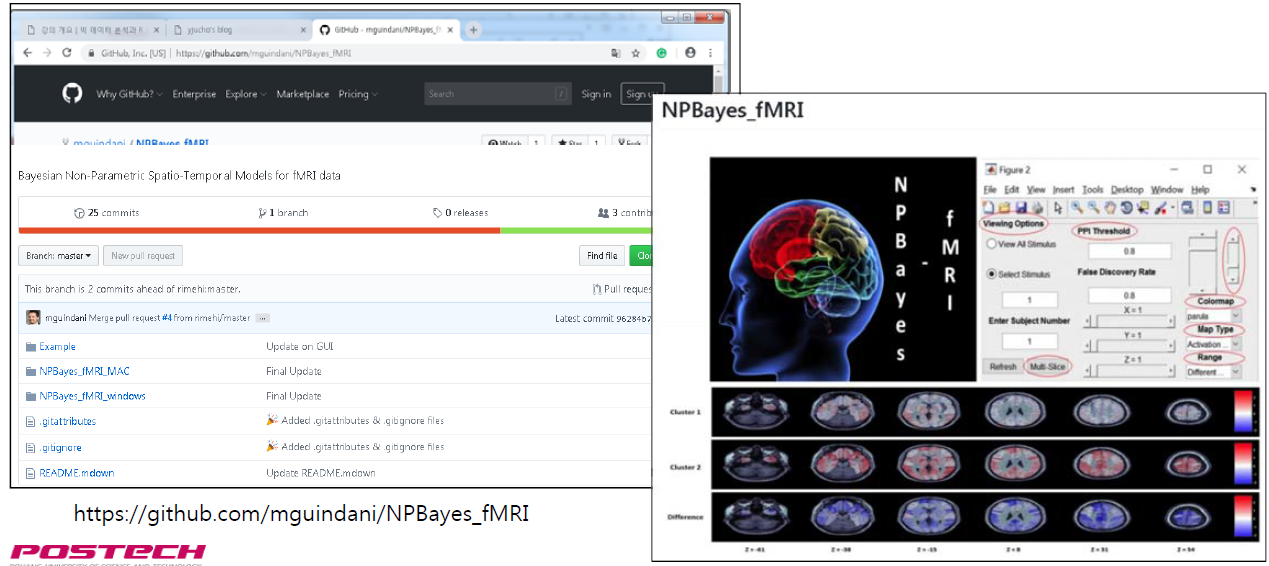 강의 개요 | 빅 데이터 분석과 
yjucho's blog
GitHub - mguindani/NPBayes_f
GitHub, Inc. [US] | https://github.com/mguindani/NPBayes_fMRI
Why GitHub? Enterprise Explore Marketplace Pricing Search / Sign in Sign u
mguindani / NPBayes_fMRI Watch 1 Star 1 Fork
Bayesian Non-Parametric Spatio-Temporal Models for fMRI data
25 commits 1 branch 0 releases 3 contrib
Branch: master New pull request Find file Clo
This branch is 2 commits ahead of rimehi:master. Pull reques
mguindani Merge pull request #4 from rimehi/master ... Latest commit 96284b7
Example Update on GUI
NPBayes_fMRI_MAC Final Update
NPBayes_fMRI_windows Final Update
.gitattributes Added .gitattributes & .gitignore files
.gitignore Added .gitattributes & .gitignore files
README.mdown Update README.mdown
https://github.com/mguindani/NPBayes_fMRI
POSTECH
POHANG UNIVERSITY OF SCIENCE AND TECHNOLOGY
NPBayes_fMRI
NPBayes - fMRI
Figure 2
File Edit View Insert Tools Desktop Window Help
Viewing Options
View All Stimulus
Select Stimulus
1
Enter Subject Number
1
Refresh Multi-Slice
PPI Threshold
0.8
False Discovery Rate
0.8
X = 1
Y = 1
Z = 1
Colormap
parula
Map Type
Activation ...
Range
Different ...
Cluster 1
Cluster 2
Difference
Z = -61 Z = -38 Z = -15 Z = 8 Z = 31 Z = 54